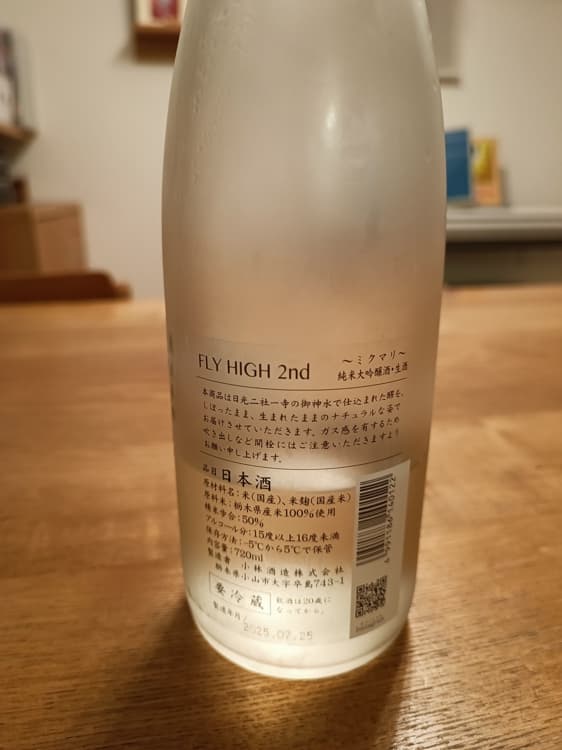 FLY HIGH 2nd
～ミクマリ～
純米大吟醸酒・生酒
本商品は日光二社一寺の御神水で仕込まれた醪を、
しぼったまま、生まれたままのナチュラルな姿で
お届けさせていただきます。ガス感を有するため
吹き出しなど開栓にはご注意いただきますよう
お願い申し上げます。
品目 日本酒
原材料名：米(国産)、米麹(国産米)
原料米：栃木県産米100%使用
精米歩合：50%
アルコール分：15度以上16度未満
保存方法：-5℃から5℃で保管
内容量：720ml
製造者 小林酒造株式会社
栃木県小山市大字卒島743-1
要冷蔵
飲酒は20歳に
なってから。
製造年月/
2025.07.25